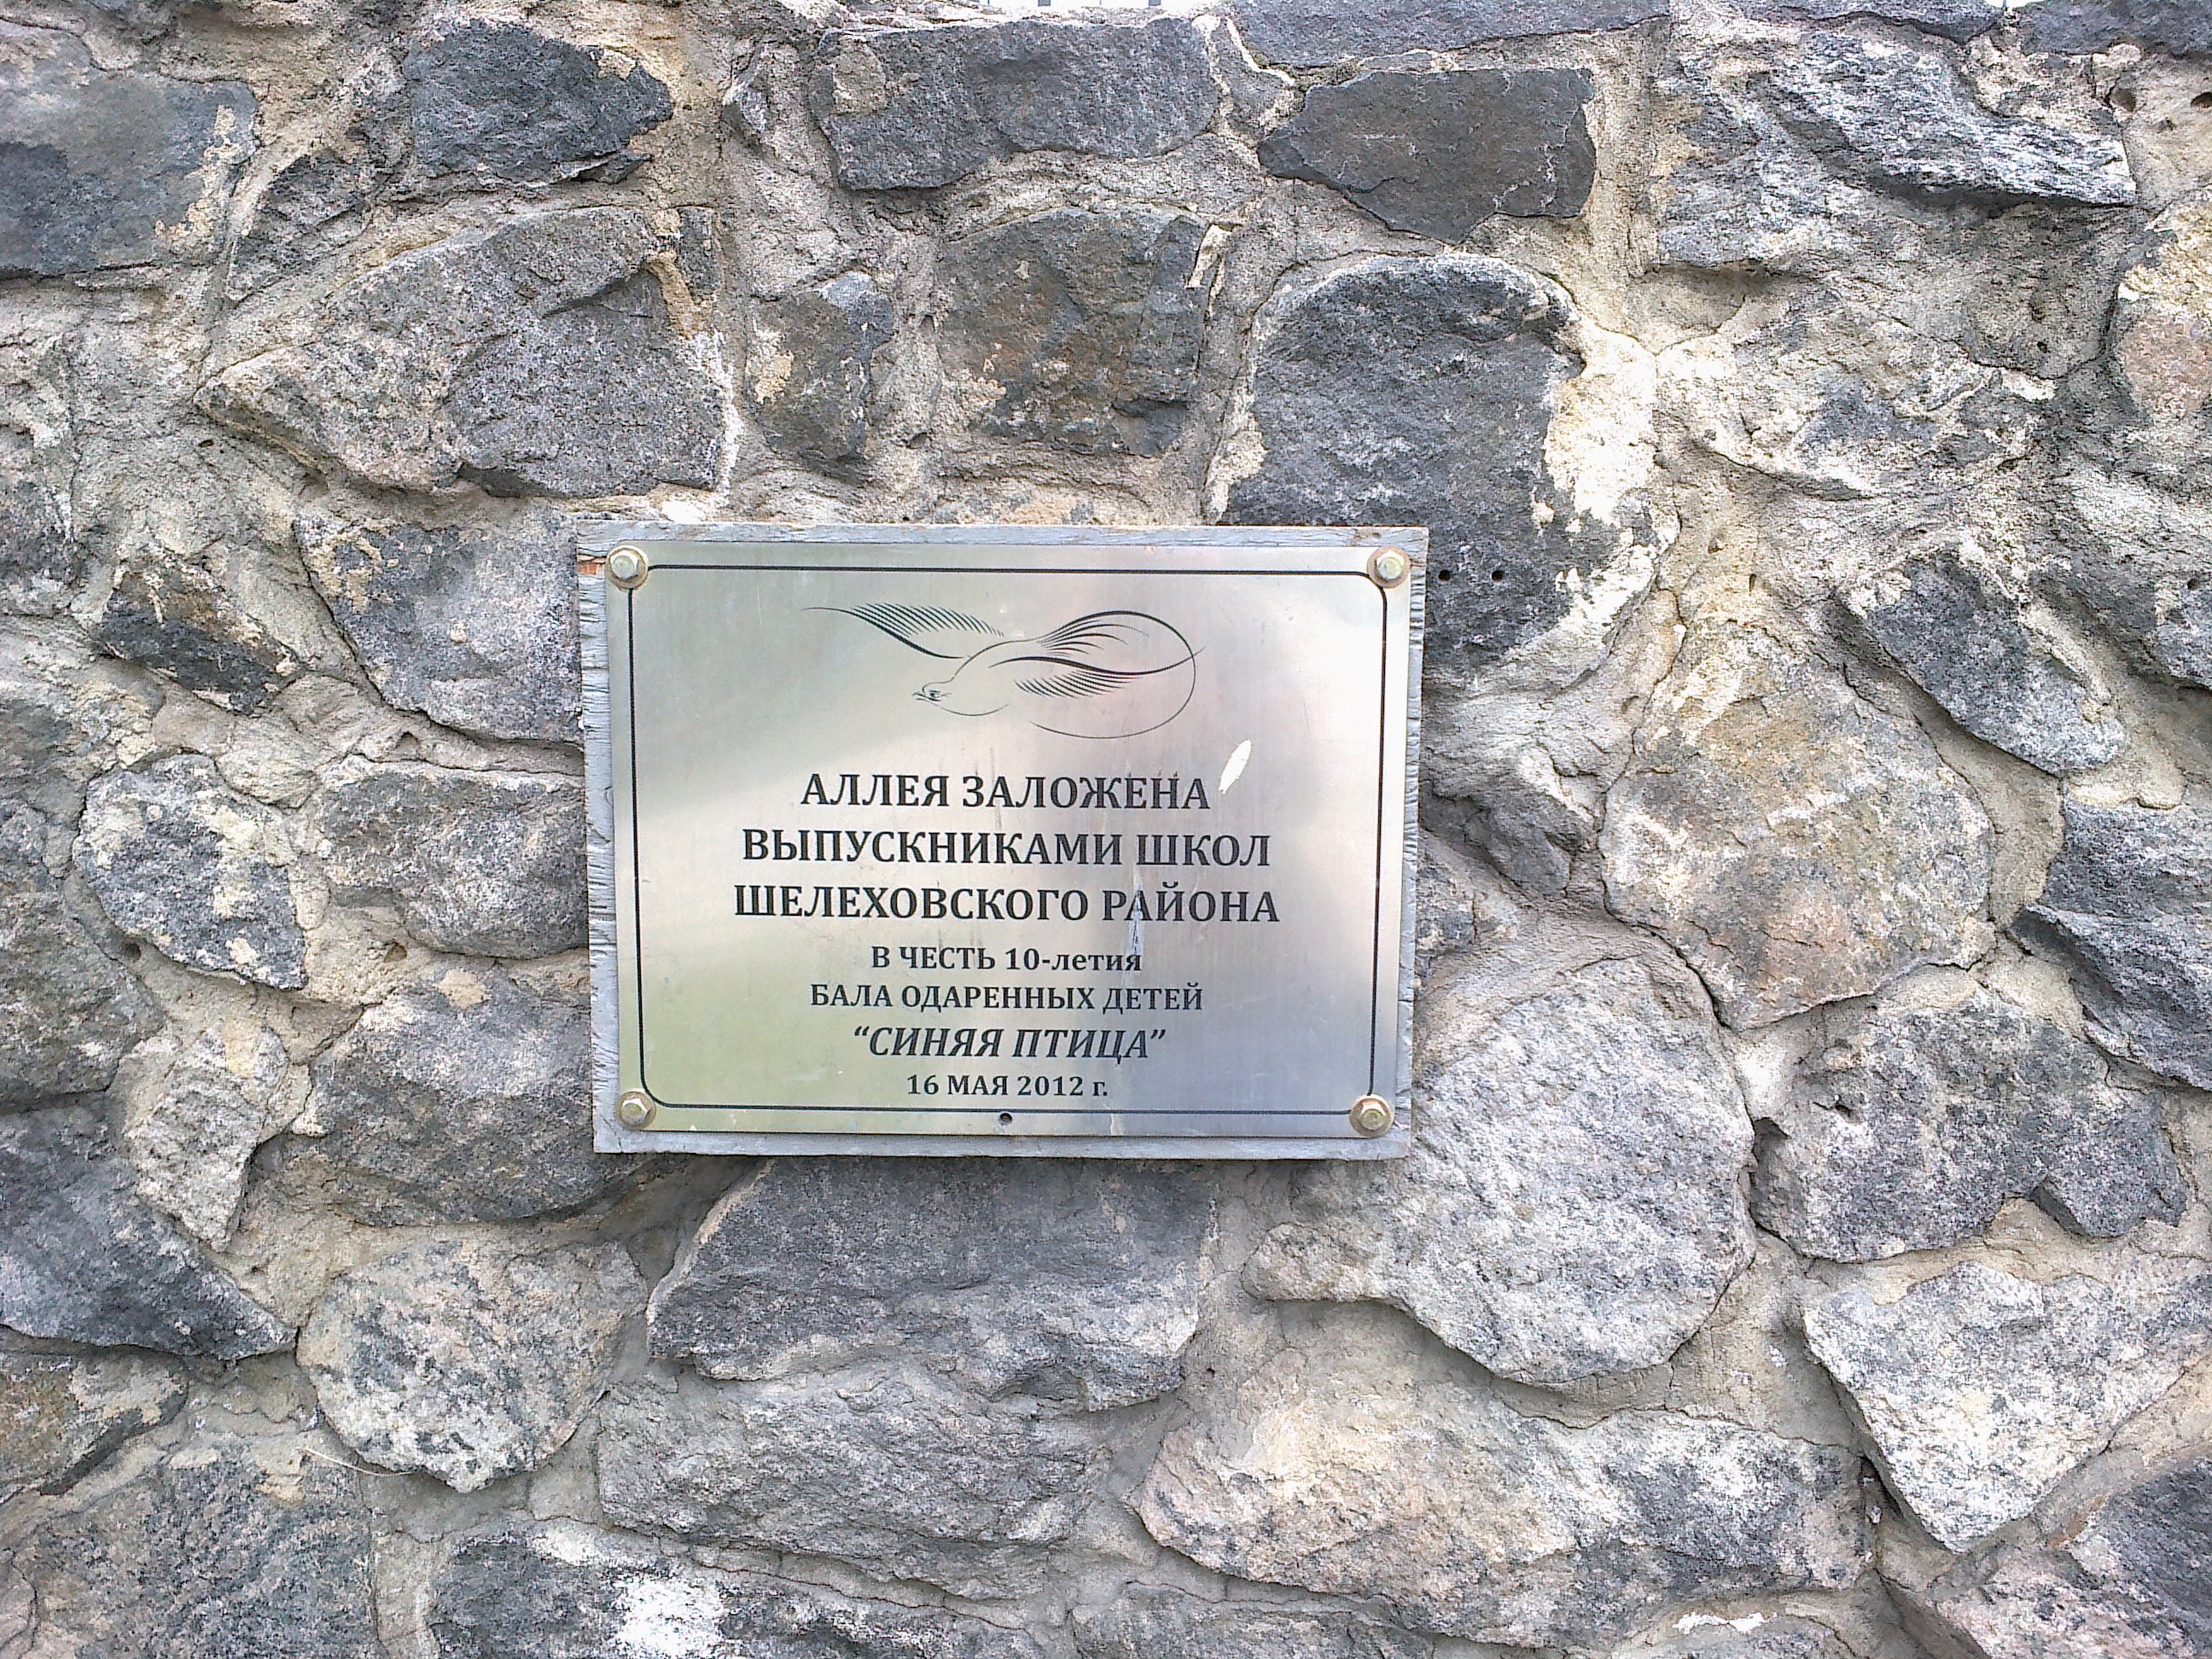 АЛЛЕЯ ЗАЛОЖЕНА
ВЫПУСКНИКАМИ ШКОЛ
ШЕЛЕХОВСКОГО РАЙОНА
В ЧЕСТЬ 10-летия
БАЛА ОДАРЕННЫХ ДЕТЕЙ
“СИНЯЯ ПТИЦА”
16 МАЯ 2012 г.